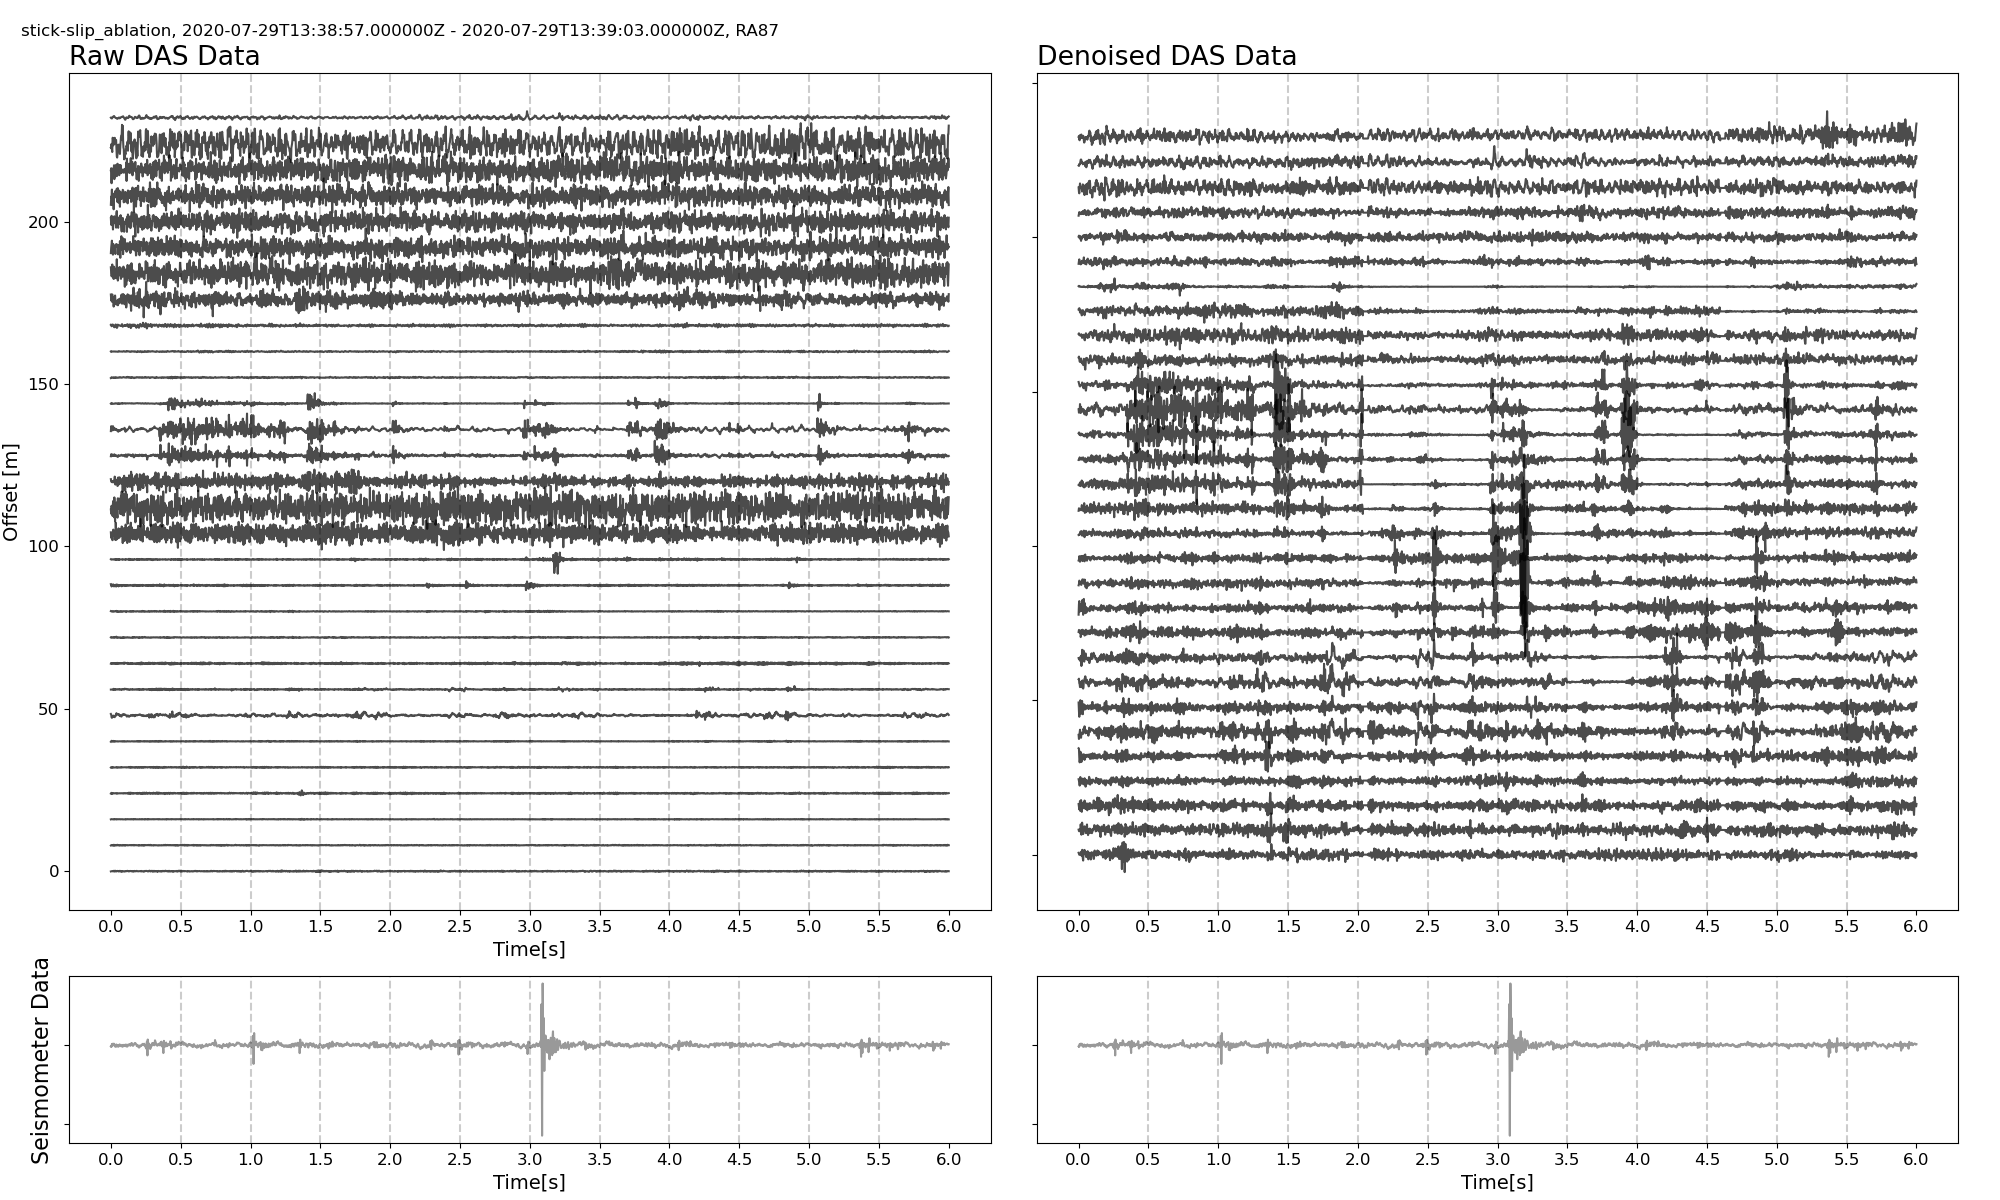 stick-slip_ablation, 2020-07-29T13:38:57.000000Z - 2020-07-29T13:39:03.000000Z, RA87
Raw DAS Data
Denoised DAS Data
Offset [m]
200
150
100
50
0
0.0 0.5 1.0 1.5 2.0 2.5 3.0 3.5 4.0 4.5 5.0 5.5 6.0
Time[s]
0.0 0.5 1.0 1.5 2.0 2.5 3.0 3.5 4.0 4.5 5.0 5.5 6.0
Seismometer Data
0.0 0.5 1.0 1.5 2.0 2.5 3.0 3.5 4.0 4.5 5.0 5.5 6.0
Time[s]
0.0 0.5 1.0 1.5 2.0 2.5 3.0 3.5 4.0 4.5 5.0 5.5 6.0
Time[s]